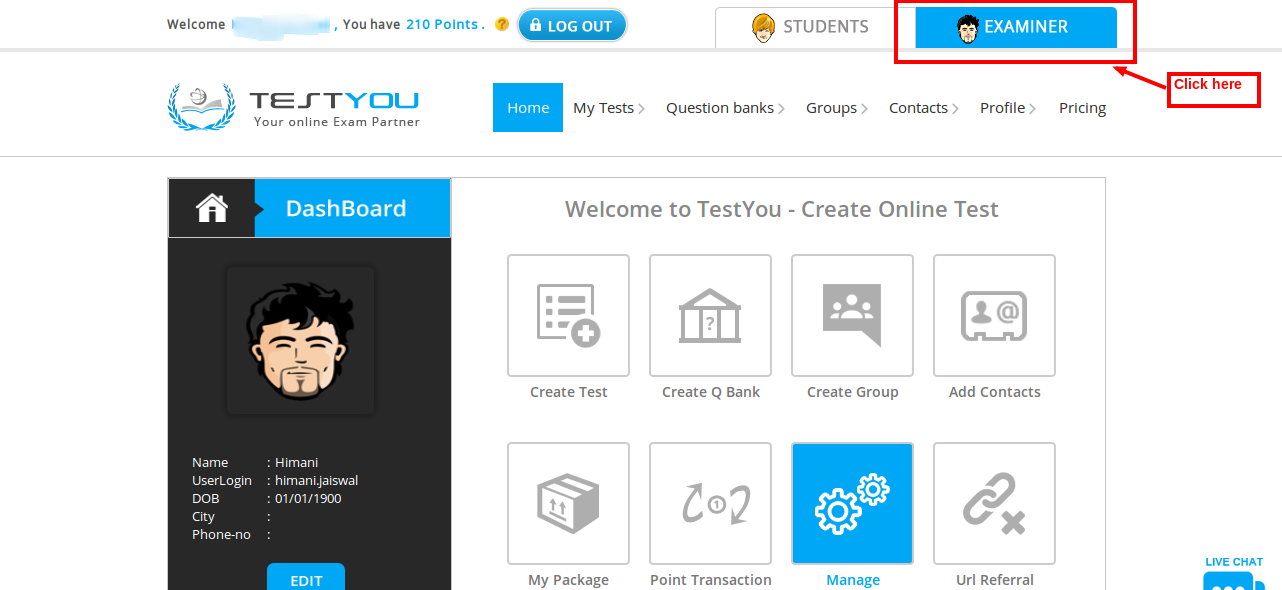 Welcome , You have 210 Points . ? LOG OUT
STUDENTS
EXAMINER
Click here
TESTYOU
Your online Exam Partner
Home My Tests Question banks Groups Contacts Profile Pricing
DashBoard
Welcome to TestYou - Create Online Test
?
@
Create Test Create Q Bank Create Group Add Contacts
Name : Himani
UserLogin : himani.jaiswal
DOB : 01/01/1900
City :
Phone-no :
EDIT
1
My Package Point Transaction Manage Url Referral
LIVE CHAT